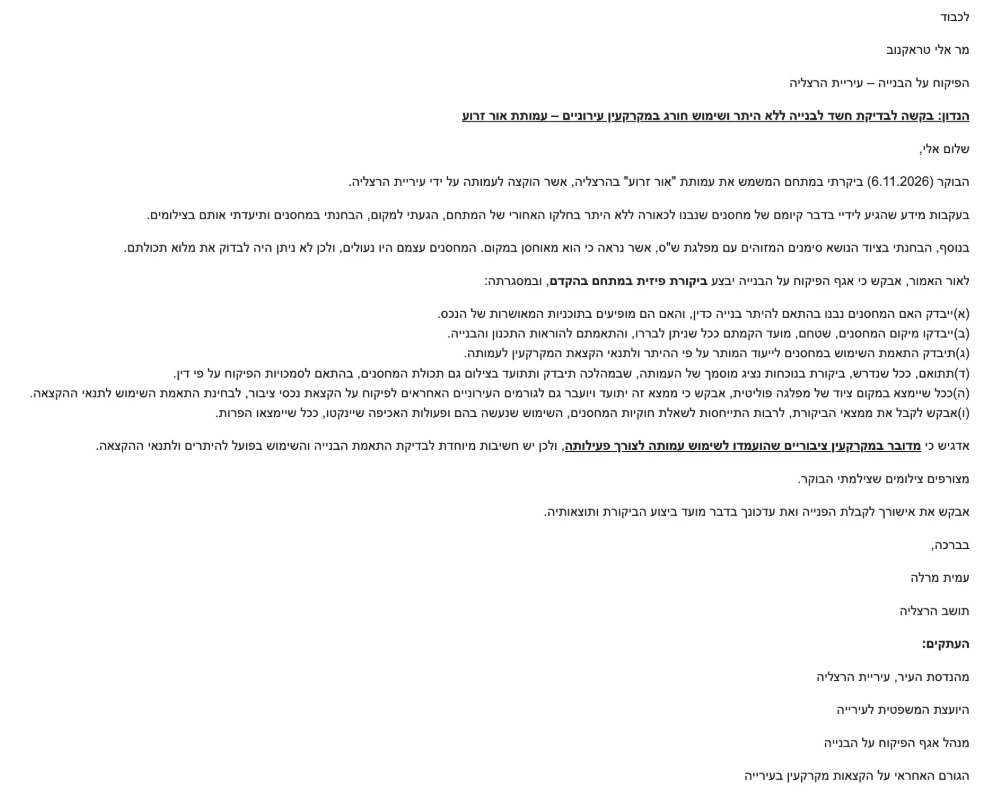 לכבוד
מר אלי טראקנוב
הפיקוח על הבנייה – עיריית הרצליה
הנדון: בקשה לבדיקת חשד לבנייה ללא היתר ושימוש חורג במקרקעין עירוניים – עמותת אור זרוע
שלום אלי,
הבוקר (6.11.2026) ביקרתי במתחם המשמש את עמותת "אור זרוע" בהרצליה, אשר הוקצה לעמותה על ידי עיריית הרצליה.
בעקבות מידע שהגיע לידיי בדבר קיומם של מחסנים שנבנו לכאורה ללא היתר בחלקו האחורי של המתחם, הגעתי למקום, הבחנתי במחסנים ותיעדתי אותם בצילומים.
בנוסף, הבחנתי בציוד הנושא סימנים המזוהים עם מפלגת ש"ס, אשר נראה כי הוא מאוחסן במקום. המחסנים עצמם היו נעולים, ולכן לא ניתן היה לבדוק את מלוא תכולתם.
לאור האמור, אבקש כי אגף הפיקוח על הבנייה יבצע ביקורת פיזית במתחם בהקדם, ובמסגרתה:
(א)ייבדק האם המחסנים נבנו בהתאם להיתר בנייה כדין, והאם הם מופיעים בתוכניות המאושרות של הנכס.
(ב)ייבדקו מיקום המחסנים, שטחם, מועד הקמתם ככל שניתן לבררו, והתאמתם להוראות התכנון והבנייה.
(ג)תיבדק התאמת השימוש במחסנים לייעוד המותר על פי ההיתר ולתנאי הקצאת המקרקעין לעמותה.
(ד)תתואם, ככל שנדרש, ביקורת בנוכחות נציג מוסמך של העמותה, שבמהלכה תיבדק ותתועד בצילום גם תכולת המחסנים, בהתאם לסמכויות הפיקוח על פי דין.
(ה)ככל שיימצא במקום ציוד של מפלגה פוליטית, אבקש כי ממצא זה יתועד ויועבר גם לגורמים העירוניים האחראים לפיקוח על הקצאת נכסי ציבור, לבחינת התאמת השימוש לתנאי ההקצאה.
(ו)אבקש לקבל את ממצאי הביקורת, לרבות התייחסות לשאלת חוקיות המחסנים, השימוש שנעשה בהם ופעולות האכיפה שיינקטו, ככל שיימצאו הפרות.
אדגיש כי מדובר במקרקעין ציבוריים שהועמדו לשימוש עמותה לצורך פעילותה, ולכן יש חשיבות מיוחדת לבדיקת התאמת הבנייה והשימוש בפועל להיתרים ולתנאי ההקצאה.
מצורפים צילומים שצילמתי הבוקר.
אבקש את אישורך לקבלת הפנייה ואת עדכונך בדבר מועד ביצוע הביקורת ותוצאותיה.
בברכה,
עמית מרלה
תושב הרצליה
העתקים:
מהנדסת העיר, עיריית הרצליה
היועצת המשפטית לעירייה
מנהל אגף הפיקוח על הבנייה
הגורם האחראי על הקצאות מקרקעין בעירייה